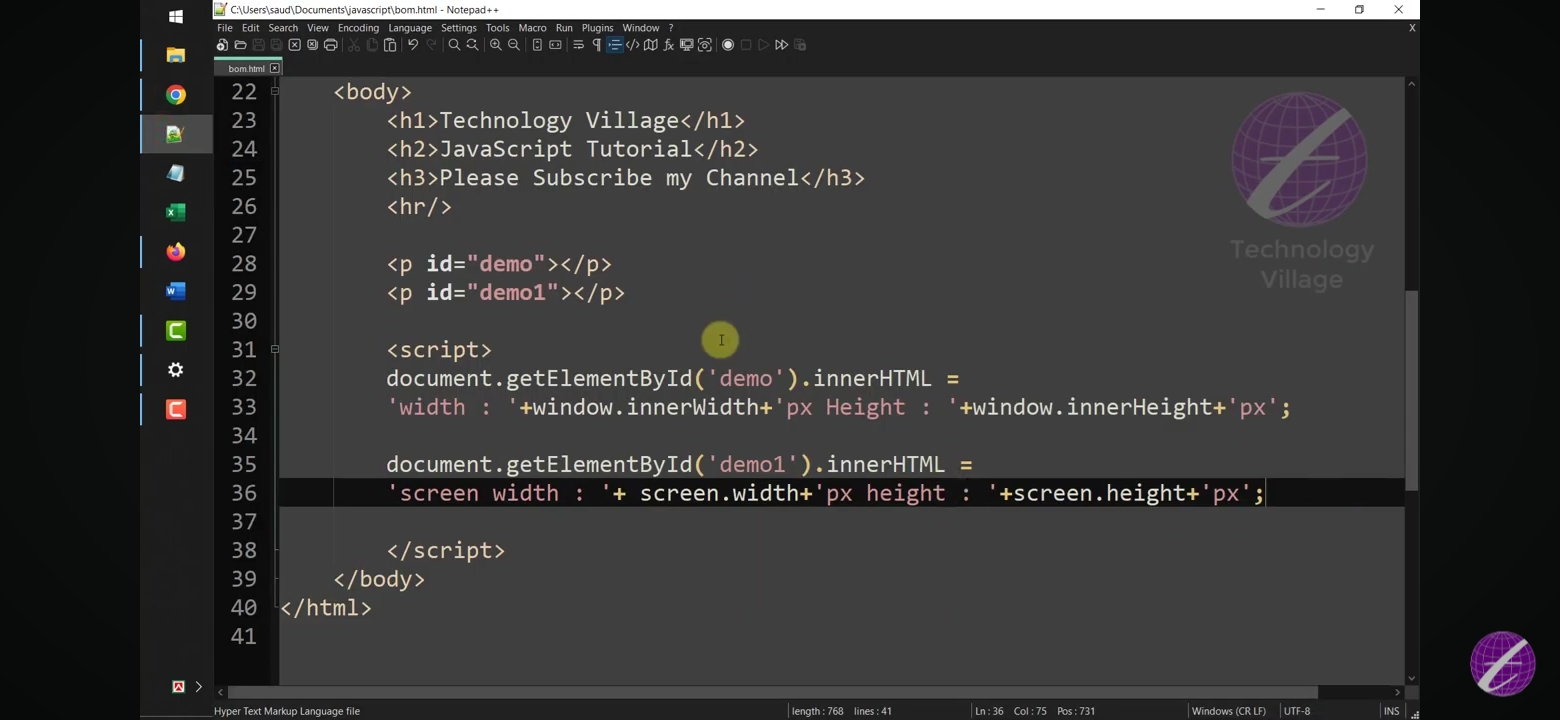 C:\Users\saud\Documents\javascript\bom.html - Notepad++
File Edit Search View Encoding Language Settings Tools Macro Run Plugins Window ? X
bom.html
22 <body>
23 <h1>Technology Village</h1>
24 <h2>JavaScript Tutorial</h2>
25 <h3>Please Subscribe my Channel</h3>
26 <hr/>
27
28 <p id="demo"></p>
29 <p id="demo1"></p>
30
31 <script>
32 document.getElementById('demo').innerHTML =
33 'width : '+window.innerWidth+'px Height : '+window.innerHeight+'px';
34
35 document.getElementById('demo1').innerHTML =
36 'screen width : '+ screen.width+'px height : '+screen.height+'px';
37
38 </script>
39 </body>
40 </html>
41
Technology
Village
Hyper Text Markup Language file length : 768 lines : 41 Ln : 36 Col : 75 Pos : 731 Windows (CR LF) UTF-8 INS